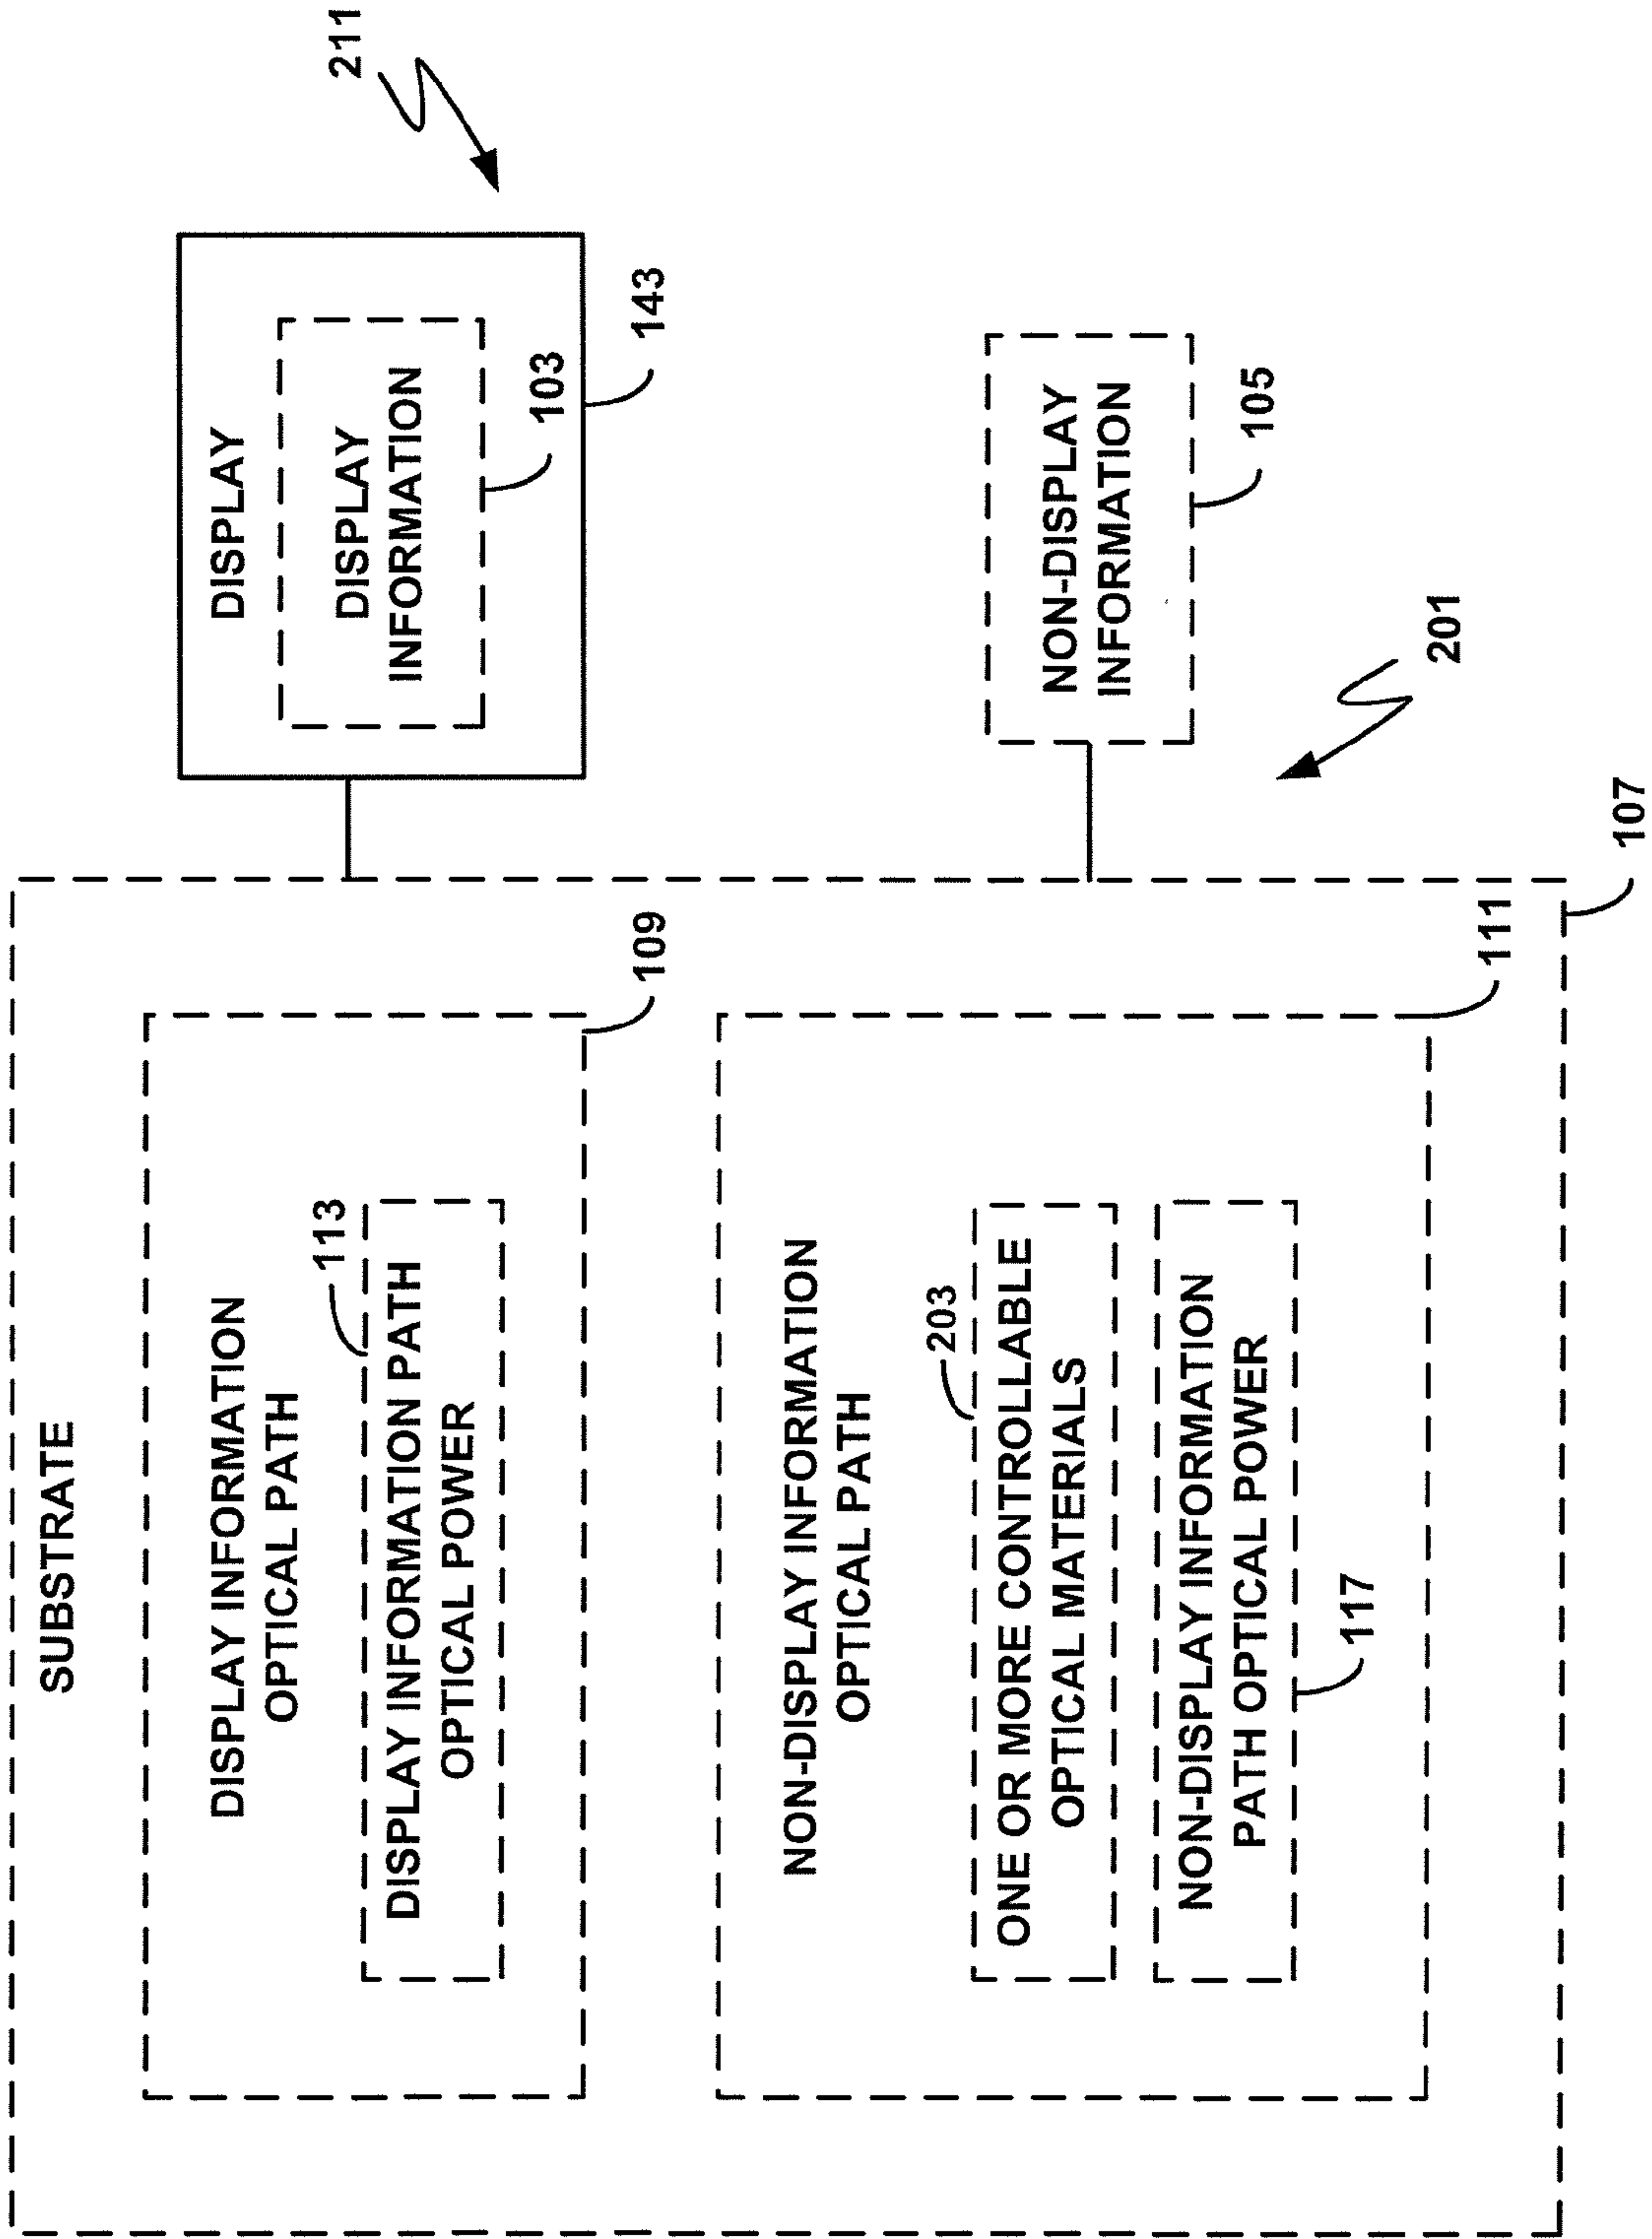 SUBSTRATE
DISPLAY INFORMATION
OPTICAL PATH
113
DISPLAY INFORMATION PATH
OPTICAL POWER
109
NON-DISPLAY INFORMATION
OPTICAL PATH
203
ONE OR MORE CONTROLLABLE
OPTICAL MATERIALS
NON-DISPLAY INFORMATION
PATH OPTICAL POWER
117
111
107
DISPLAY
DISPLAY
INFORMATION
103
143
211
NON-DISPLAY
INFORMATION
105
201